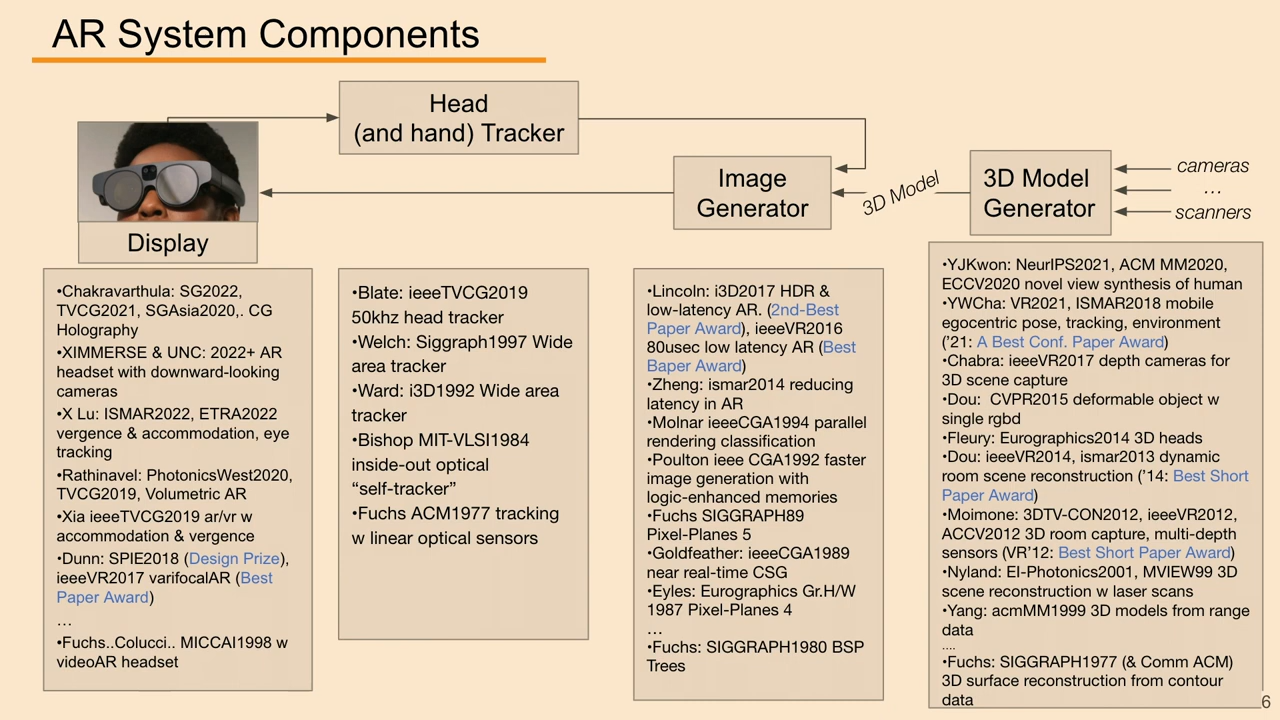 AR System Components
Head
(and hand) Tracker
Display
Image
Generator
3D Model
3D Model
Generator
cameras
…
scanners
•Chakravarthula: SG2022,
TVCG2021, SGAsia2020,. CG
Holography
•XIMMERSE & UNC: 2022+ AR
headset with downward-looking
cameras
•X Lu: ISMAR2022, ETRA2022
vergence & accommodation, eye
tracking
•Rathinavel: PhotonicsWest2020,
TVCG2019, Volumetric AR
•Xia ieeeTVCG2019 ar/vr w
accommodation & vergence
•Dunn: SPIE2018 (Design Prize),
ieeeVR2017 varifocalAR (Best
Paper Award)
…
•Fuchs..Colucci.. MICCAI1998 w
videoAR headset
•Blate: ieeeTVCG2019
50khz head tracker
•Welch: Siggraph1997 Wide
area tracker
•Ward: i3D1992 Wide area
tracker
•Bishop MIT-VLSI1984
inside-out optical
“self-tracker”
•Fuchs ACM1977 tracking
w linear optical sensors
•Lincoln: i3D2017 HDR &
low-latency AR. (2nd-Best
Paper Award), ieeeVR2016
80usec low latency AR (Best
Baper Award)
•Zheng: ismar2014 reducing
latency in AR
•Molnar ieeeCGA1994 parallel
rendering classification
•Poulton ieee CGA1992 faster
image generation with
logic-enhanced memories
•Fuchs SIGGRAPH89
Pixel-Planes 5
•Goldfeather: ieeeCGA1989
near real-time CSG
•Eyles: Eurographics Gr.H/W
1987 Pixel-Planes 4
…
•Fuchs: SIGGRAPH1980 BSP
Trees
•YJKwon: NeurIPS2021, ACM MM2020,
ECCV2020 novel view synthesis of human
•YWCha: VR2021, ISMAR2018 mobile
egocentric pose, tracking, environment
(’21: A Best Conf. Paper Award)
•Chabra: ieeeVR2017 depth cameras for
3D scene capture
•Dou:  CVPR2015 deformable object w
single rgbd
•Fleury: Eurographics2014 3D heads
•Dou: ieeeVR2014, ismar2013 dynamic
room scene reconstruction (’14: Best Short
Paper Award)
•Moimone: 3DTV-CON2012, ieeeVR2012,
ACCV2012 3D room capture, multi-depth
sensors (VR’12: Best Short Paper Award)
•Nyland: EI-Photonics2001, MVIEW99 3D
scene reconstruction w laser scans
•Yang: acmMM1999 3D models from range
data
....
•Fuchs: SIGGRAPH1977 (& Comm ACM)
3D surface reconstruction from contour
data
6